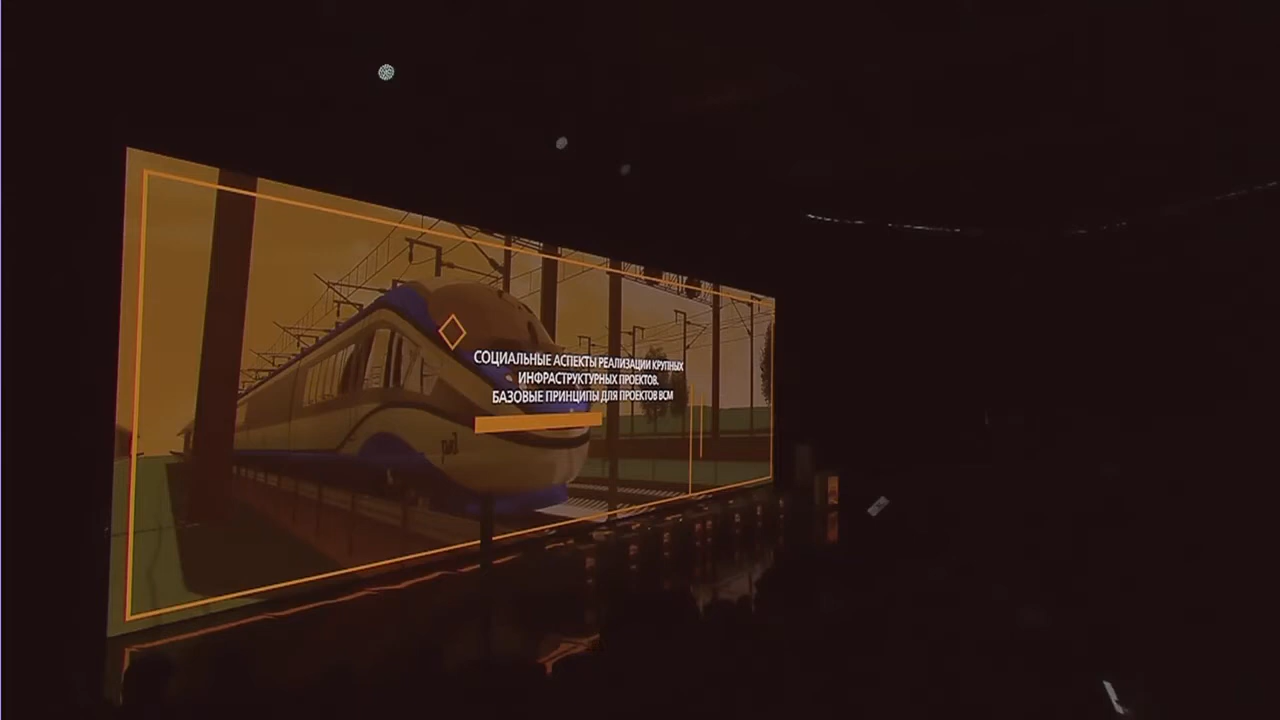 СОЦИАЛЬНЫЕ АСПЕКТЫ РЕАЛИЗАЦИИ КРУПНЫХ
ИНФРАСТРУКТУРНЫХ ПРОЕКТОВ.
БАЗОВЫЕ ПРИНЦИПЫ ДЛЯ ПРОЕКТОВ ВСМ